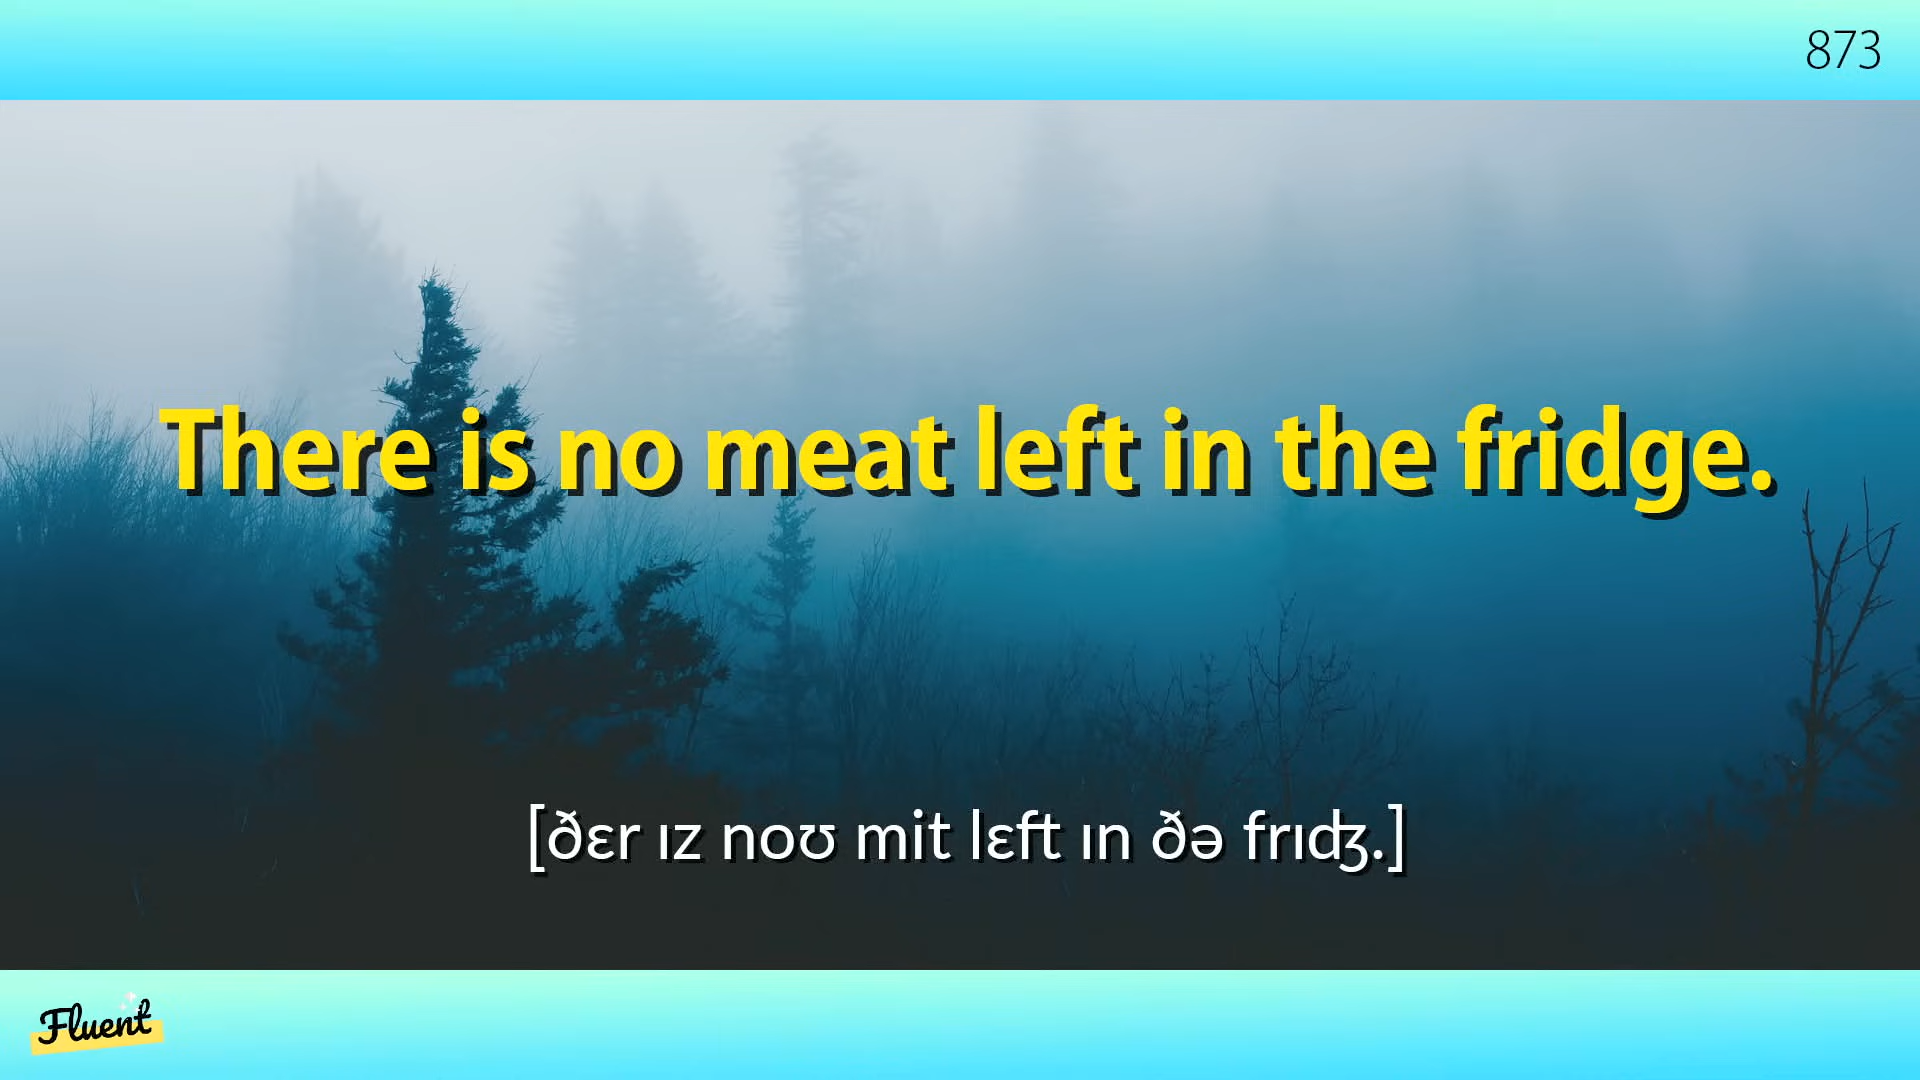 873
There is no meat left in the fridge.
[ðɛr ɪz noʊ mit lɛft ɪn ðə frɪʤ.]
Fluent